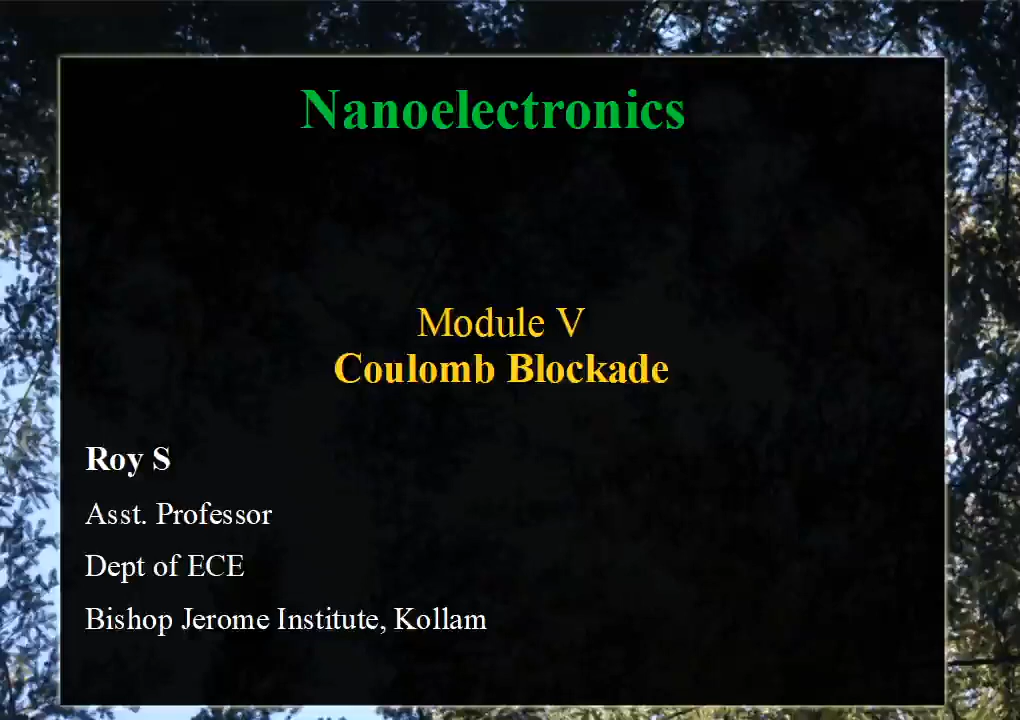 Nanoelectronics
Module V
Coulomb Blockade
Roy S
Asst. Professor
Dept of ECE
Bishop Jerome Institute, Kollam